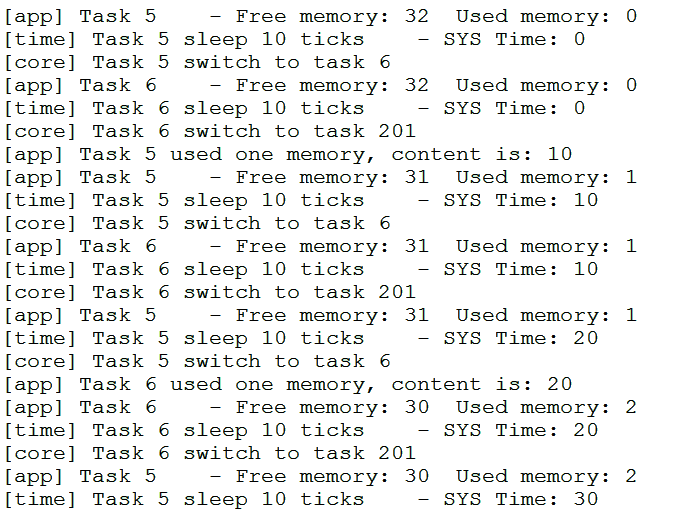 [app] Task 5    - Free memory: 32  Used memory: 0
[time] Task 5 sleep 10 ticks    - SYS Time: 0
[core] Task 5 switch to task 6
[app] Task 6    - Free memory: 32  Used memory: 0
[time] Task 6 sleep 10 ticks    - SYS Time: 0
[core] Task 6 switch to task 201
[app] Task 5 used one memory, content is: 10
[app] Task 5    - Free memory: 31  Used memory: 1
[time] Task 5 sleep 10 ticks    - SYS Time: 10
[core] Task 5 switch to task 6
[app] Task 6    - Free memory: 31  Used memory: 1
[time] Task 6 sleep 10 ticks    - SYS Time: 10
[core] Task 6 switch to task 201
[app] Task 5    - Free memory: 31  Used memory: 1
[time] Task 5 sleep 10 ticks    - SYS Time: 20
[core] Task 5 switch to task 6
[app] Task 6 used one memory, content is: 20
[app] Task 6    - Free memory: 30  Used memory: 2
[time] Task 6 sleep 10 ticks    - SYS Time: 20
[core] Task 6 switch to task 201
[app] Task 5    - Free memory: 30  Used memory: 2
[time] Task 5 sleep 10 ticks    - SYS Time: 30